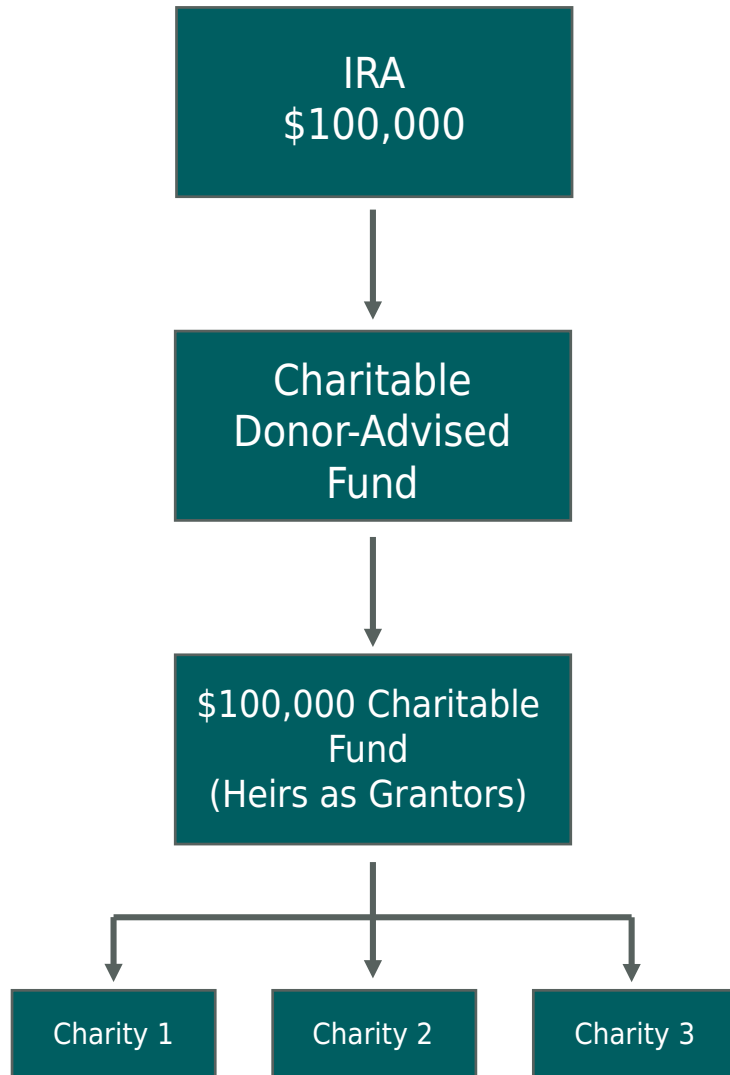 IRA
$100,000
Charitable
Donor-Advised
Fund
$100,000 Charitable
Fund
(Heirs as Grantors)
Charity 1
Charity 2
Charity 3